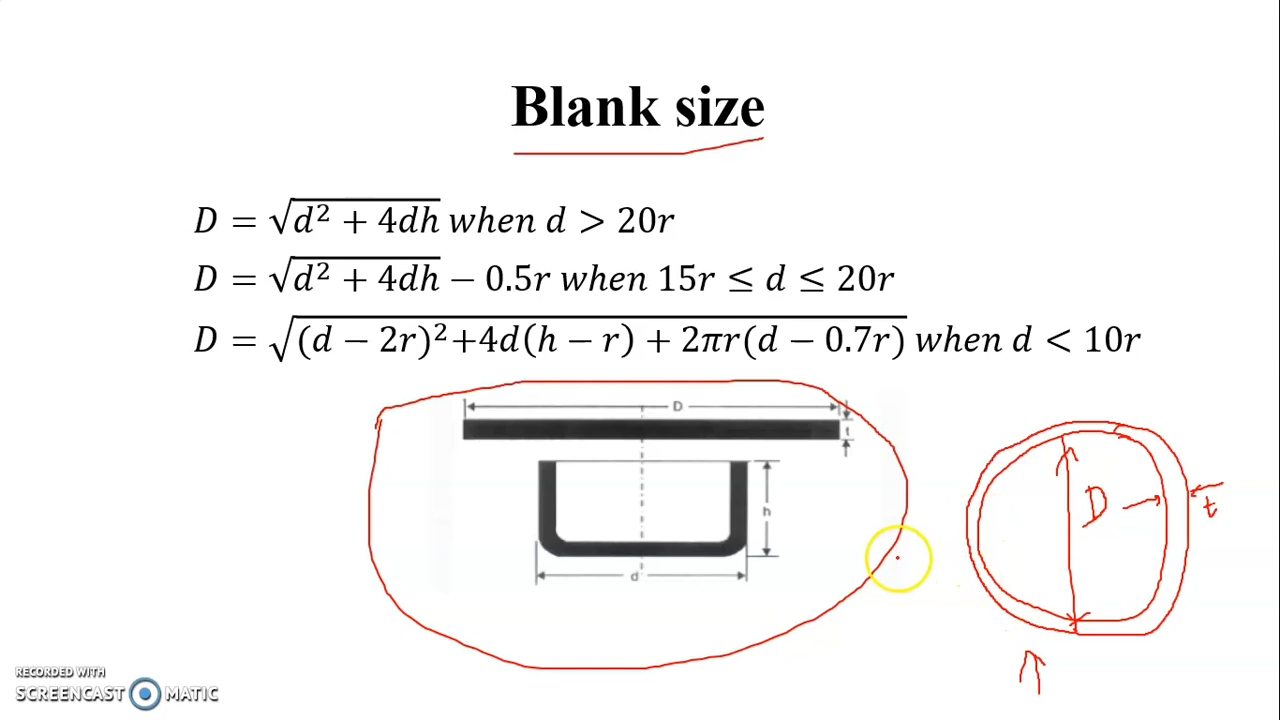 Blank size
D = √(d² + 4dh) when d > 20r
D = √(d² + 4dh) − 0.5r when 15r ≤ d ≤ 20r
D = √((d − 2r)²+4d(h − r) + 2πr(d − 0.7r)) when d < 10r
D
t
h
d
D
t
RECORDED WITH
SCREENCAST MATIC